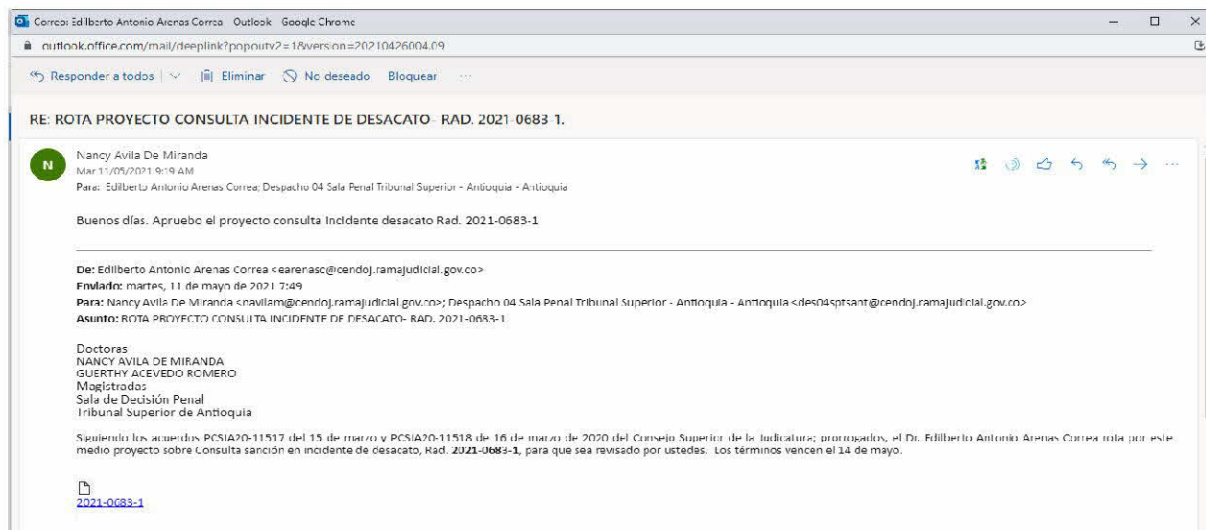 Correo: Edilberto Antonio Arenas Correa - Outlook - Google Chrome
outlook.office.com/mail/deeplink?popoutv2=1&version=20210426004.09
Responder a todos Eliminar No deseado Bloquear ...
RE: ROTA PROYECTO CONSULTA INCIDENTE DE DESACATO- RAD. 2021-0683-1.
N
Nancy Avila De Miranda
Mar 11/05/2021 9:19 AM
Para: Edilberto Antonio Arenas Correa; Despacho 04 Sala Penal Tribunal Superior - Antioquia - Antioquia
Buenos días. Apruebo el proyecto consulta Incidente desacato Rad. 2021-0683-1
De: Edilberto Antonio Arenas Correa <earenasc@cendoj.ramajudicial.gov.co>
Enviado: martes, 11 de mayo de 2021 7:49
Para: Nancy Avila De Miranda <navilam@cendoj.ramajudicial.gov.co>; Despacho 04 Sala Penal Tribunal Superior - Antioquia - Antioquia <des04sptsant@cendoj.ramajudicial.gov.co>
Asunto: ROTA PROYECTO CONSULTA INCIDENTE DE DESACATO- RAD. 2021-0683-1
Doctoras
NANCY AVILA DE MIRANDA
GUERTHY ACEVEDO ROMERO
Magistradas
Sala de Decisión Penal
Tribunal Superior de Antioquia
Siguiendo los acuerdos PCSJA20-11517 del 15 de marzo y PCSJA20-11518 de 16 de marzo de 2020 del Consejo Superior de la Judicatura; prorrogados, el Dr. Edilberto Antonio Arenas Correa rota por este
medio proyecto sobre Consulta sanción en incidente de desacato, Rad. 2021-0683-1, para que sea revisado por ustedes. Los términos vencen el 14 de mayo.
2021-0683-1